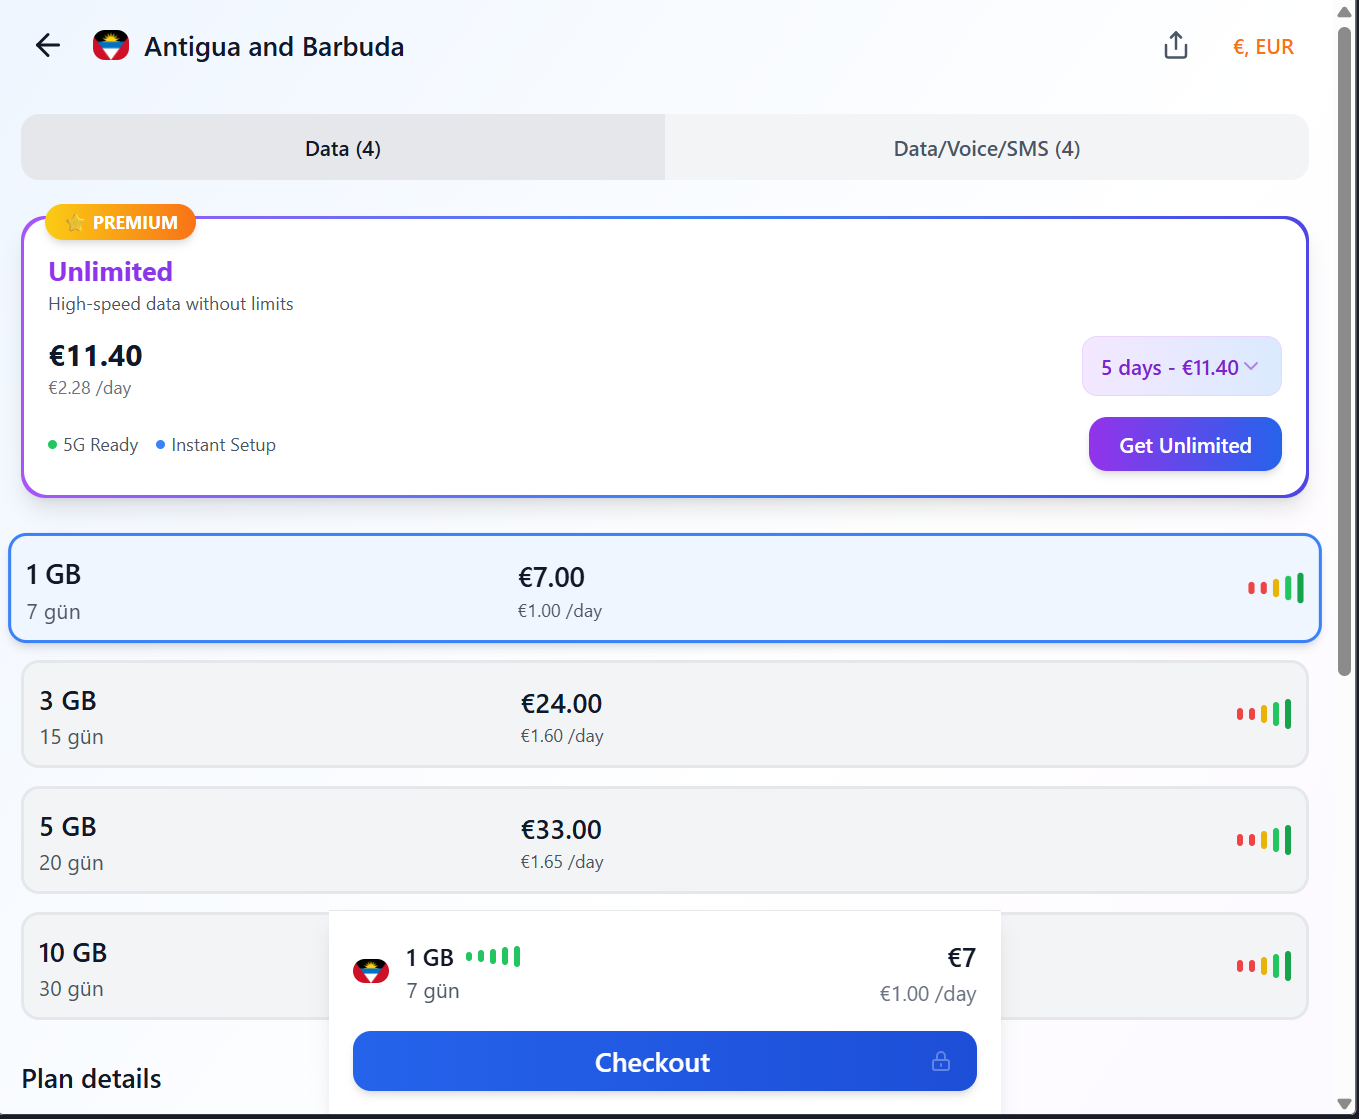 Antigua and Barbuda
€, EUR
Data (4)
Data/Voice/SMS (4)
⭐ PREMIUM
Unlimited
High-speed data without limits
€11.40
€2.28 /day
5 days - €11.40
5G Ready
Instant Setup
Get Unlimited
1 GB
€7.00
7 gün
€1.00 /day
3 GB
€24.00
15 gün
€1.60 /day
5 GB
€33.00
20 gün
€1.65 /day
10 GB
30 gün
1 GB
€7
7 gün
€1.00 /day
Checkout
Plan details